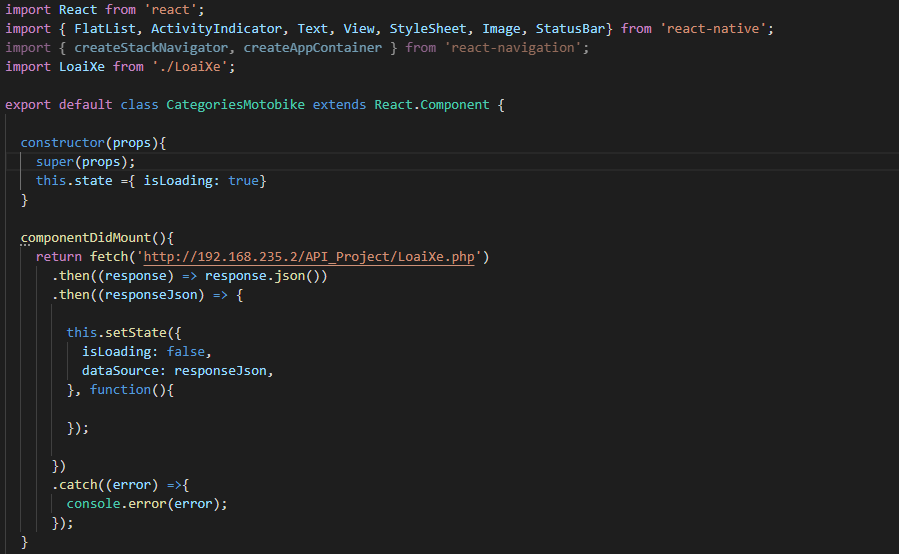 import React from 'react';
import { FlatList, ActivityIndicator, Text, View, StyleSheet, Image, StatusBar} from 'react-native';
import { createStackNavigator, createAppContainer } from 'react-navigation';
import LoaiXe from './LoaiXe';
export default class CategoriesMotobike extends React.Component {
constructor(props){
super(props);
this.state ={ isLoading: true}
}
componentDidMount(){
return fetch('http://192.168.235.2/API_Project/LoaiXe.php')
.then((response) => response.json())
.then((responseJson) => {
this.setState({
isLoading: false,
dataSource: responseJson,
}, function(){
});
})
.catch((error) =>{
console.error(error);
});
}